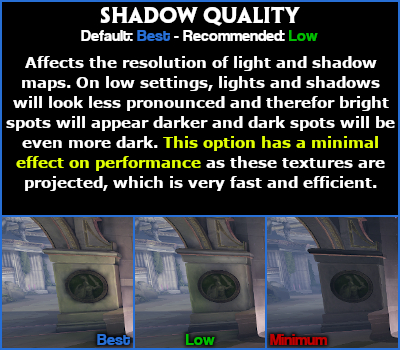 SHADOW QUALITY
Default: Best - Recommended: Low
Affects the resolution of light and shadow
maps. On low settings, lights and shadows
will look less pronounced and therefor bright
spots will appear darker and dark spots will be
even more dark. This option has a minimal
effect on performance as these textures are
projected, which is very fast and efficient.
Best
Low
Minimum